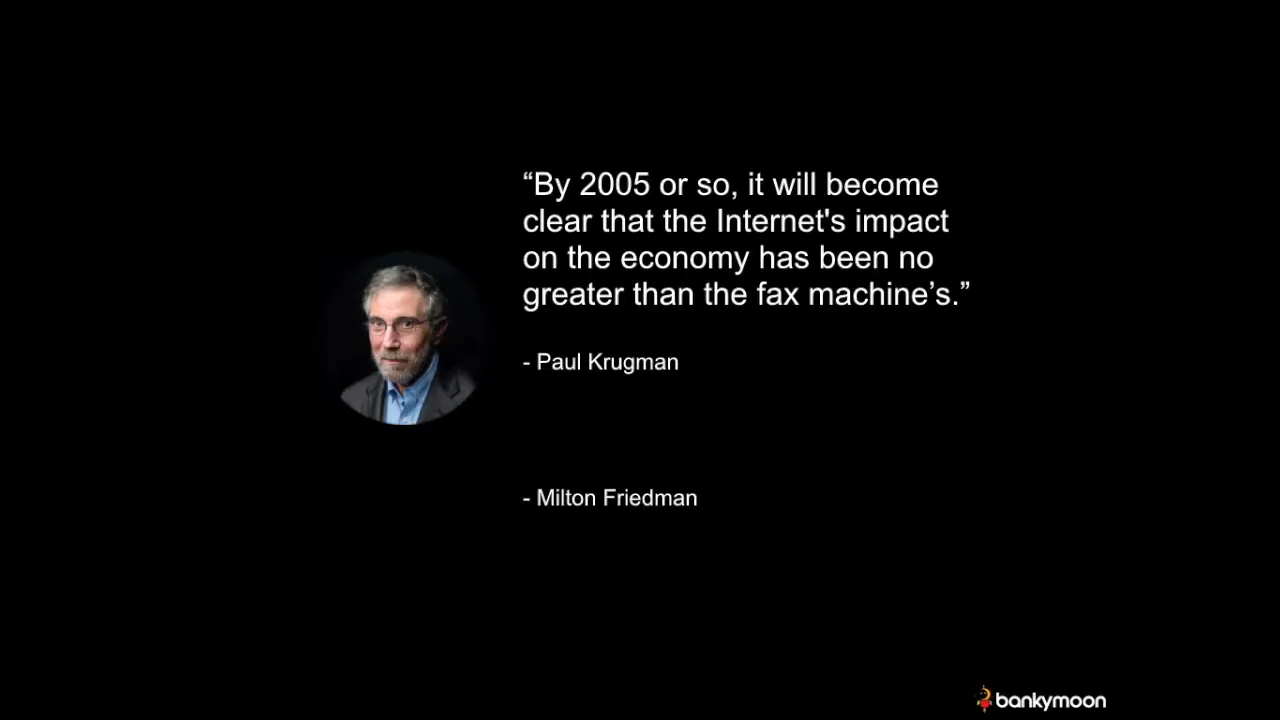 “By 2005 or so, it will become
clear that the Internet's impact
on the economy has been no
greater than the fax machine’s.”
- Paul Krugman
- Milton Friedman
bankymoon